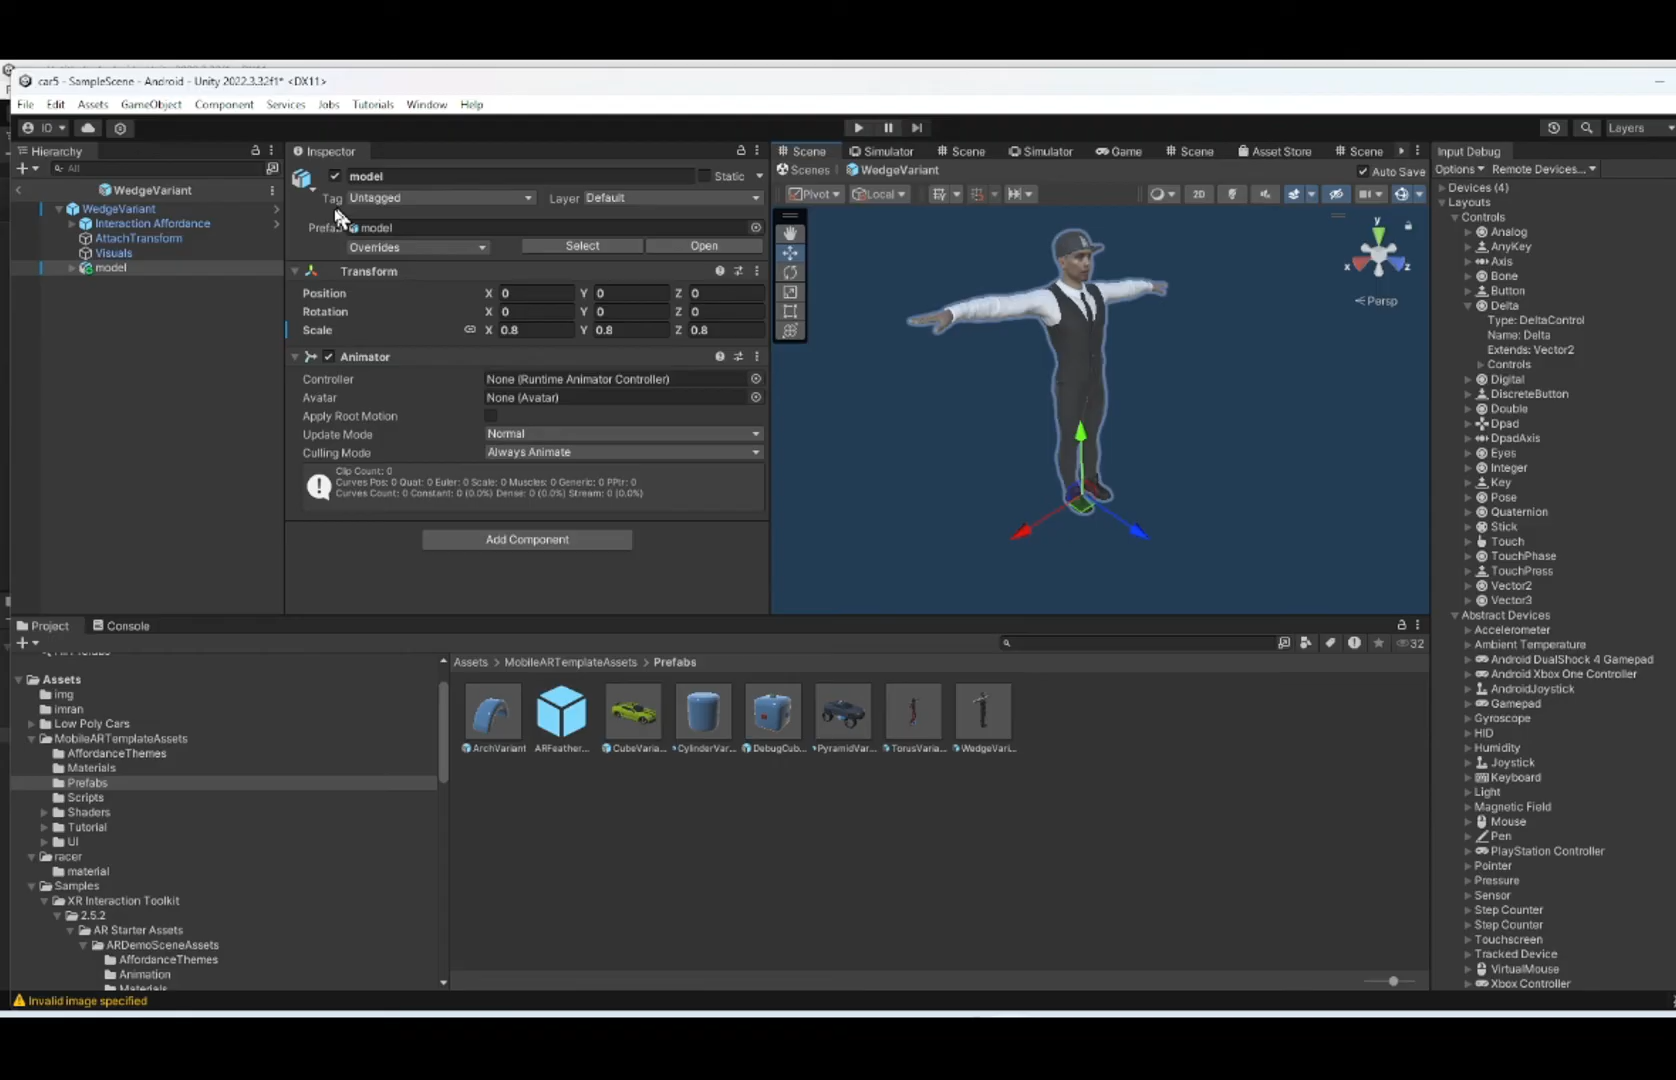 car5 - SampleScene - Android - Unity 2022.3.32f1* <DX11>
File Edit Assets GameObject Component Services Jobs Tutorials Window Help
IO
Layers
Hierarchy
All
WedgeVariant
WedgeVariant
Interaction Affordance
AttachTransform
Visuals
model
Inspector
model
Static
Tag Untagged Layer Default
Prefab model
Overrides Select Open
Transform
Position X 0 Y 0 Z 0
Rotation X 0 Y 0 Z 0
Scale X 0.8 Y 0.8 Z 0.8
Animator
Controller None (Runtime Animator Controller)
Avatar None (Avatar)
Apply Root Motion
Update Mode Normal
Culling Mode Always Animate
Clip Count: 0
Curves Pos: 0 Quat: 0 Euler: 0 Scale: 0 Muscles: 0 Generic: 0 PPtr: 0
Curves Count: 0 Constant: 0 (0.0%) Dense: 0 (0.0%) Stream: 0 (0.0%)
Add Component
Scene Simulator Scene Simulator Game Scene Asset Store Scene
Scenes WedgeVariant Auto Save
Pivot Local 2D
y
x z
Persp
Input Debug
Options Remote Devices...
Devices (4)
Layouts
Controls
Analog
AnyKey
Axis
Bone
Button
Delta
Type: DeltaControl
Name: Delta
Extends: Vector2
Controls
Digital
DiscreteButton
Double
Dpad
DpadAxis
Eyes
Integer
Key
Pose
Quaternion
Stick
Touch
TouchPhase
TouchPress
Vector2
Vector3
Abstract Devices
Accelerometer
Ambient Temperature
Android DualShock 4 Gamepad
Android Xbox One Controller
AndroidJoystick
Gamepad
Gyroscope
HID
Humidity
Joystick
Keyboard
Light
Magnetic Field
Mouse
Pen
PlayStation Controller
Pointer
Pressure
Sensor
Step Counter
Step Counter
Touchscreen
Tracked Device
VirtualMouse
Xbox Controller
Project Console
32
Assets
img
imran
Low Poly Cars
MobileARTemplateAssets
AffordanceThemes
Materials
Prefabs
Scripts
Shaders
Tutorial
UI
racer
material
Samples
XR Interaction Toolkit
2.5.2
AR Starter Assets
ARDemoSceneAssets
AffordanceThemes
Animation
Materials
Assets > MobileARTemplateAssets > Prefabs
ArchVariant ARFeather... CubeVaria... CylinderVar... DebugCub... PyramidVar... TorusVaria... WedgeVari...
Invalid image specified